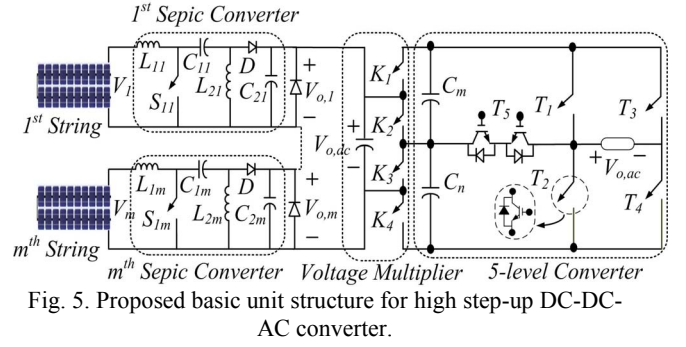 1st Sepic Converter
L11 C11 D
V1 S11 L21 C21 Vo,1
+ −
1st String
Vo,ac + −
K1 K2 K3 K4
Cm Cn
T5 T1 T3
+ Vo,ac −
T2 T4
L1m C1m D
Vm S1m L2m C2m Vo,m
+ −
mth String
mth Sepic Converter Voltage Multiplier 5-level Converter
Fig. 5. Proposed basic unit structure for high step-up DC-DC-
AC converter.